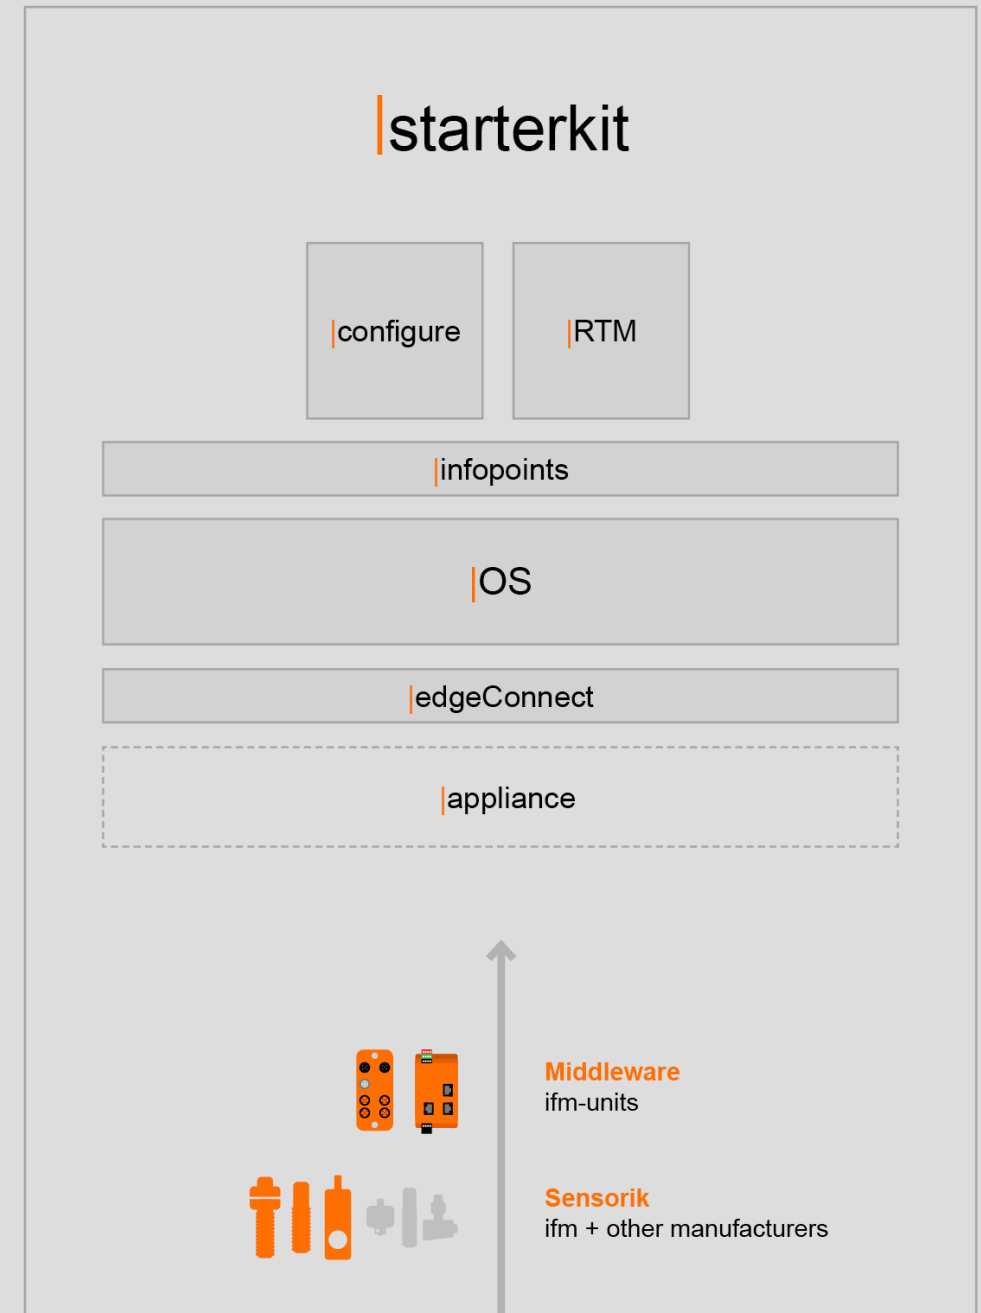 |starterkit
|configure
|RTM
|infopoints
|OS
|edgeConnect
|appliance
Middleware
ifm-units
Sensorik
ifm + other manufacturers